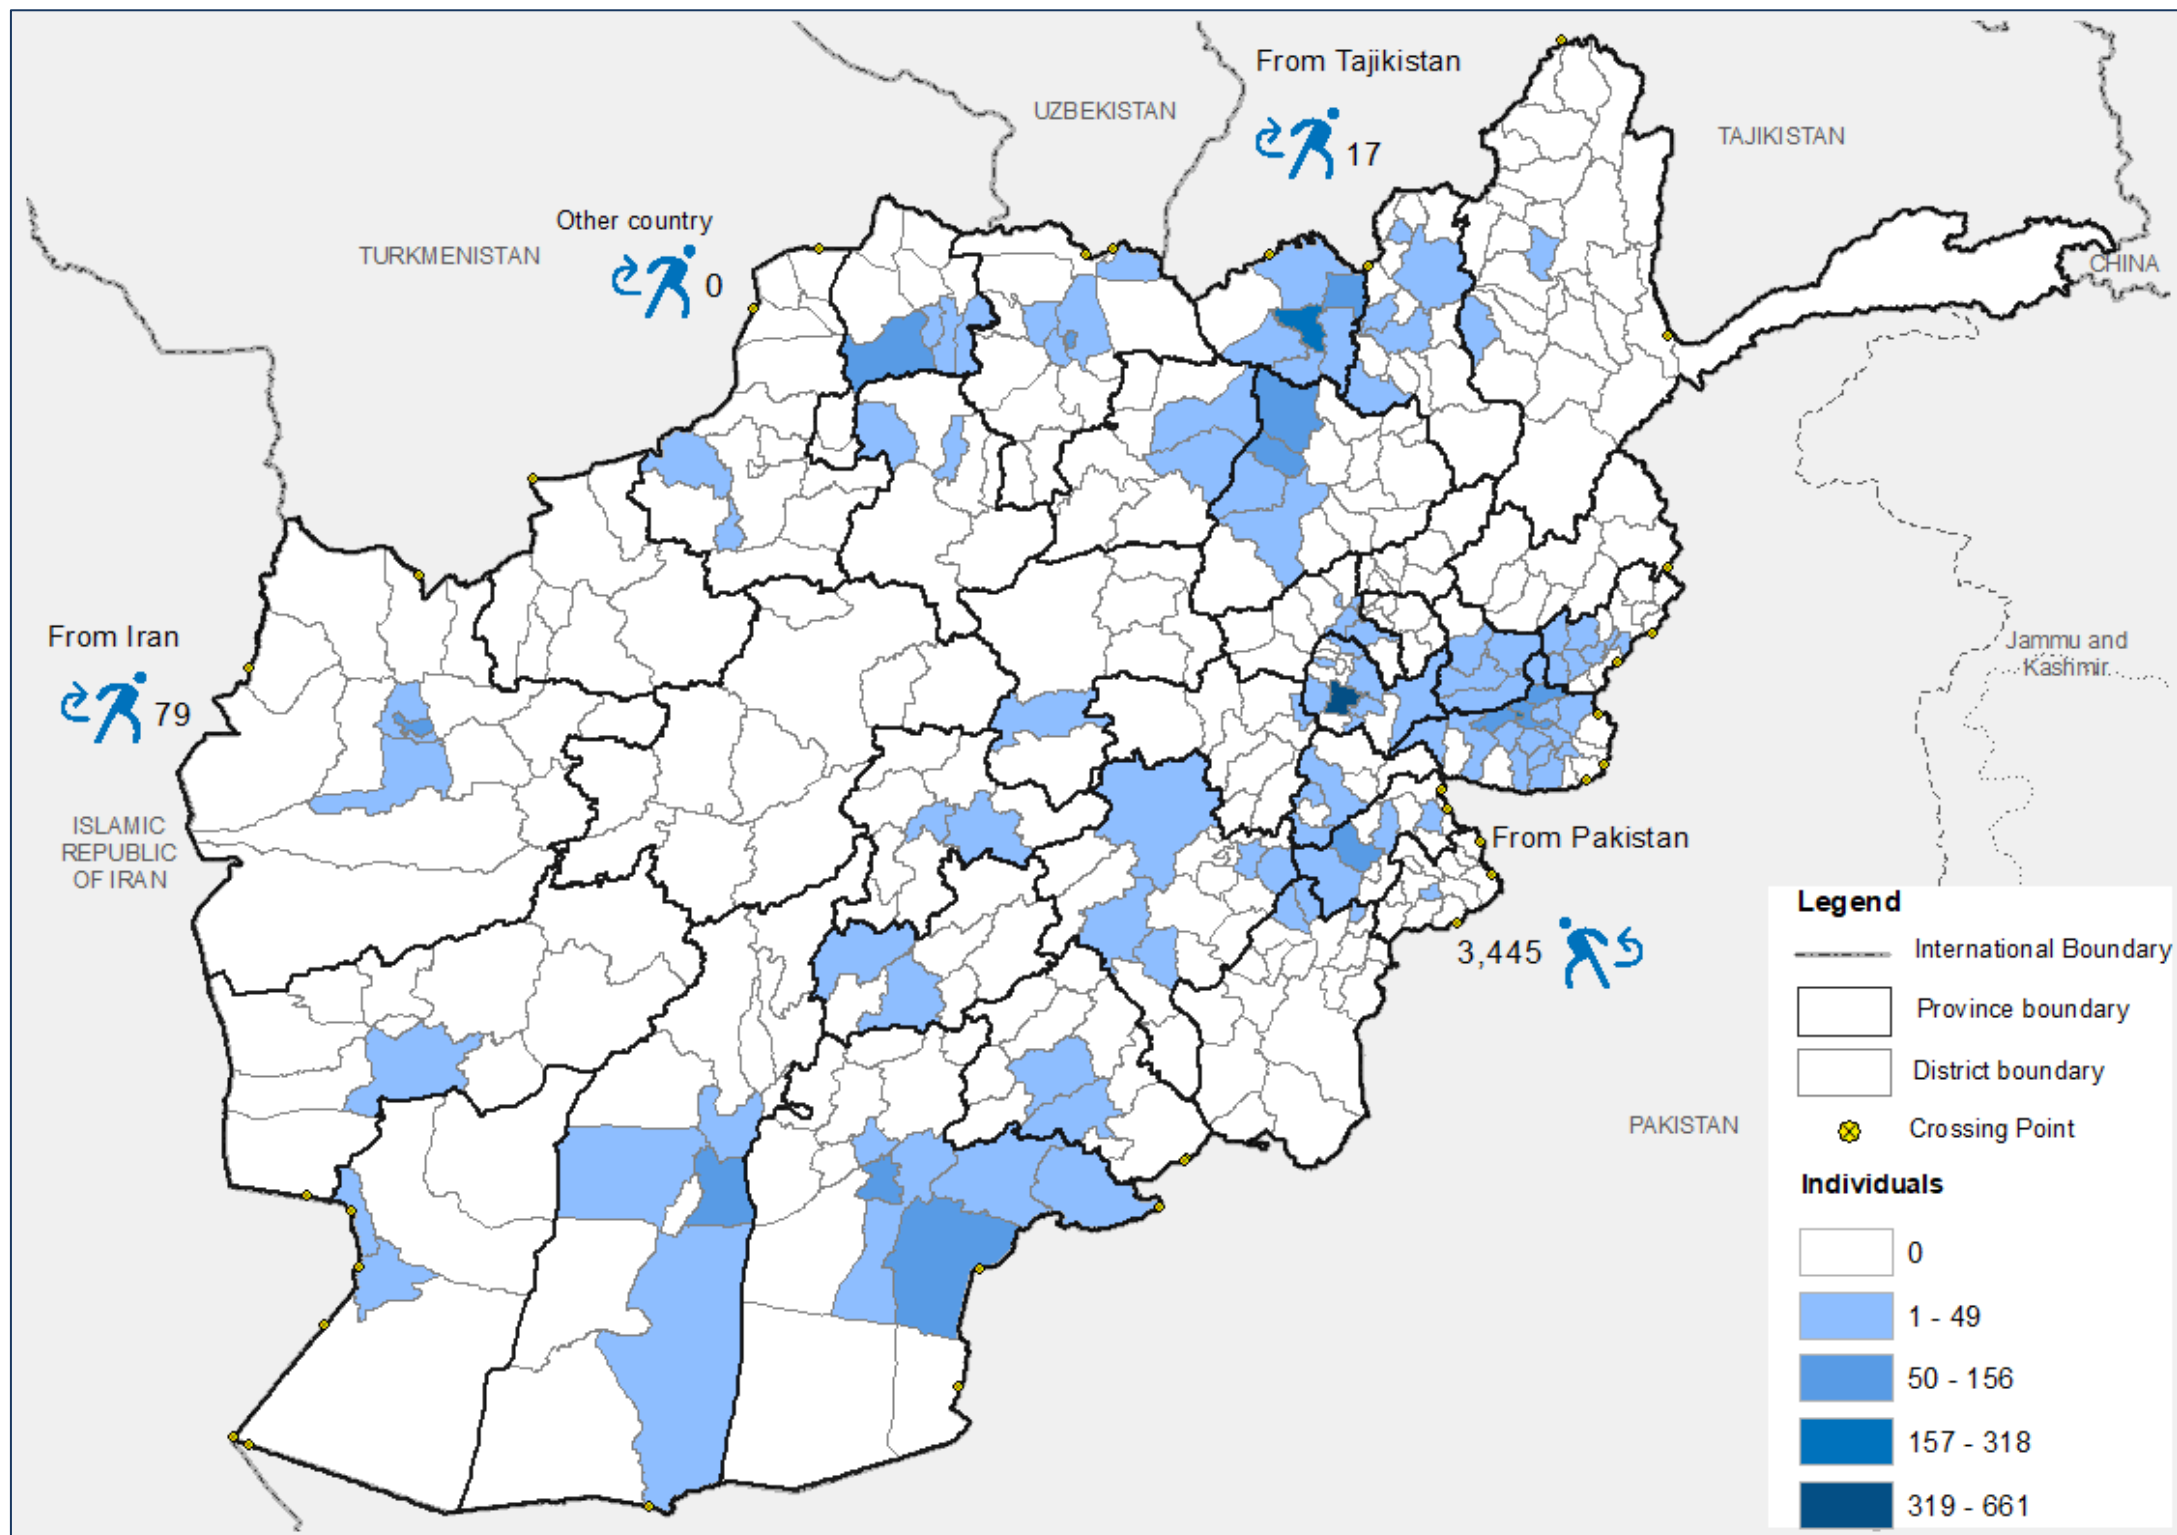 From Tajikistan
17
UZBEKISTAN
TAJIKISTAN
Other country
0
TURKMENISTAN
CHINA
From Iran
79
Jammu and
Kashmir
ISLAMIC
REPUBLIC
OF IRAN
From Pakistan
3,445
PAKISTAN
Legend
International Boundary
Province boundary
District boundary
Crossing Point
Individuals
0
1 - 49
50 - 156
157 - 318
319 - 661